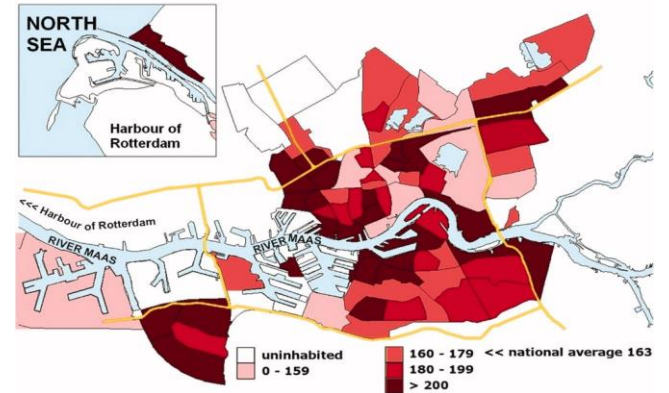 NORTH
SEA
Harbour of
Rotterdam
<<< Harbour of Rotterdam
RIVER MAAS
RIVER MAAS
uninhabited
0 - 159
160 - 179 << national average 163
180 - 199
> 200